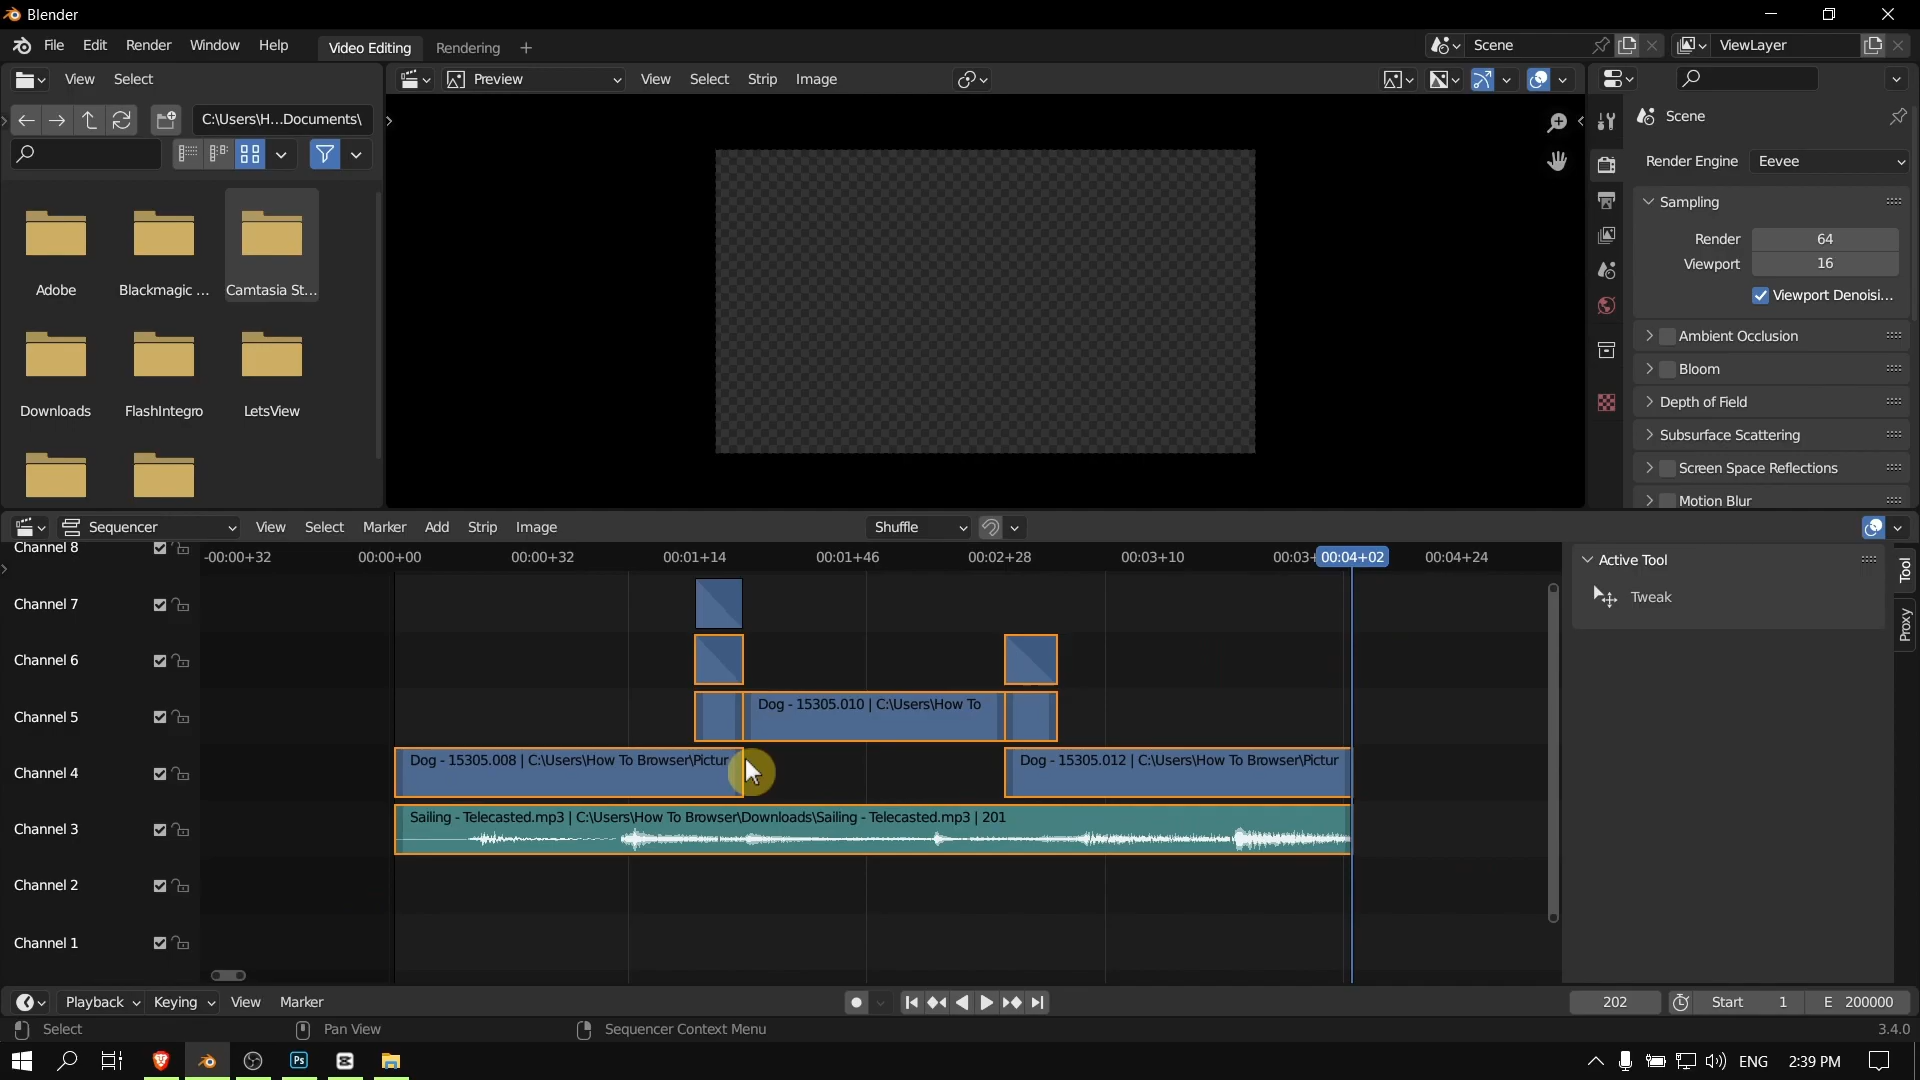 Blender
File Edit Render Window Help Video Editing Rendering + Scene ViewLayer
View Select Preview View Select Strip Image
C:\Users\H...Documents\
Scene
Render Engine Eevee
Sampling
Render 64
Viewport 16
Viewport Denoisi...
Ambient Occlusion
Bloom
Depth of Field
Subsurface Scattering
Screen Space Reflections
Motion Blur
Adobe Blackmagic ... Camtasia St...
Downloads FlashIntegro LetsView
Sequencer View Select Marker Add Strip Image Shuffle
-00:00+32 00:00+00 00:00+32 00:01+14 00:01+46 00:02+28 00:03+10 00:03+ 00:04+02 00:04+24
Channel 8
Channel 7
Channel 6
Channel 5
Dog - 15305.010 | C:\Users\How To
Channel 4
Dog - 15305.008 | C:\Users\How To Browser\Pictur
Dog - 15305.012 | C:\Users\How To Browser\Pictur
Channel 3
Sailing - Telecasted.mp3 | C:\Users\How To Browser\Downloads\Sailing - Telecasted.mp3 | 201
Channel 2
Channel 1
Active Tool
Tweak
Tool
Proxy
Playback Keying View Marker 202 Start 1 E 200000
Select Pan View Sequencer Context Menu 3.4.0
Ps ENG 2:39 PM